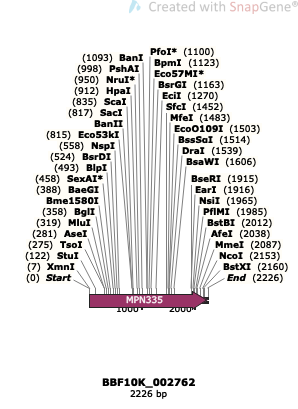 Created with SnapGene®
PfoI* (1100)
(1093) BanI
BpmI (1123)
(998) PshAI
Eco57MI*
(950) NruI*
BsrGI (1163)
(912) HpaI
EciI (1270)
(835) ScaI
SfcI (1452)
(817) SacI
MfeI (1483)
BanII
EcoO109I (1503)
(815) Eco53kI
BssSαI (1514)
(558) NspI
DraI (1539)
(524) BsrDI
BsaWI (1606)
(493) BlpI
(458) SexAI*
BseRI (1915)
(388) BaeGI
EarI (1916)
Bme1580I
NsiI (1965)
(358) BglI
PflMI (1985)
(319) MluI
BstBI (2012)
(281) AseI
AfeI (2038)
(275) TsoI
MmeI (2087)
(122) StuI
NcoI (2153)
(7) XmnI
BstXI (2160)
(0) Start
End (2226)
MPN335
1000
2000
BBF10K_002762
2226 bp